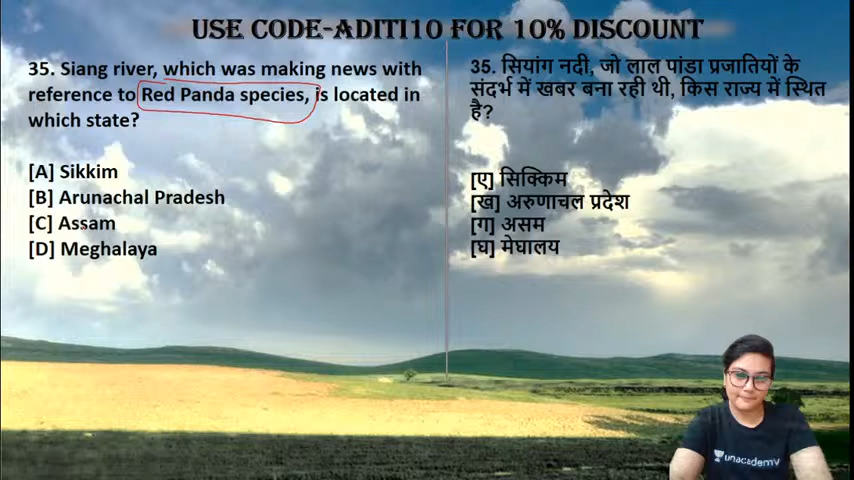 USE CODE-ADITI10 FOR 10% DISCOUNT
35. Siang river, which was making news with
reference to Red Panda species, is located in
which state?
[A] Sikkim
[B] Arunachal Pradesh
[C] Assam
[D] Meghalaya
35. सियांग नदी, जो लाल पांडा प्रजातियों के
संदर्भ में खबर बना रही थी, किस राज्य में स्थित
है?
[ए] सिक्किम
[ख] अरुणाचल प्रदेश
[ग] असम
[घ] मेघालय
unacademy